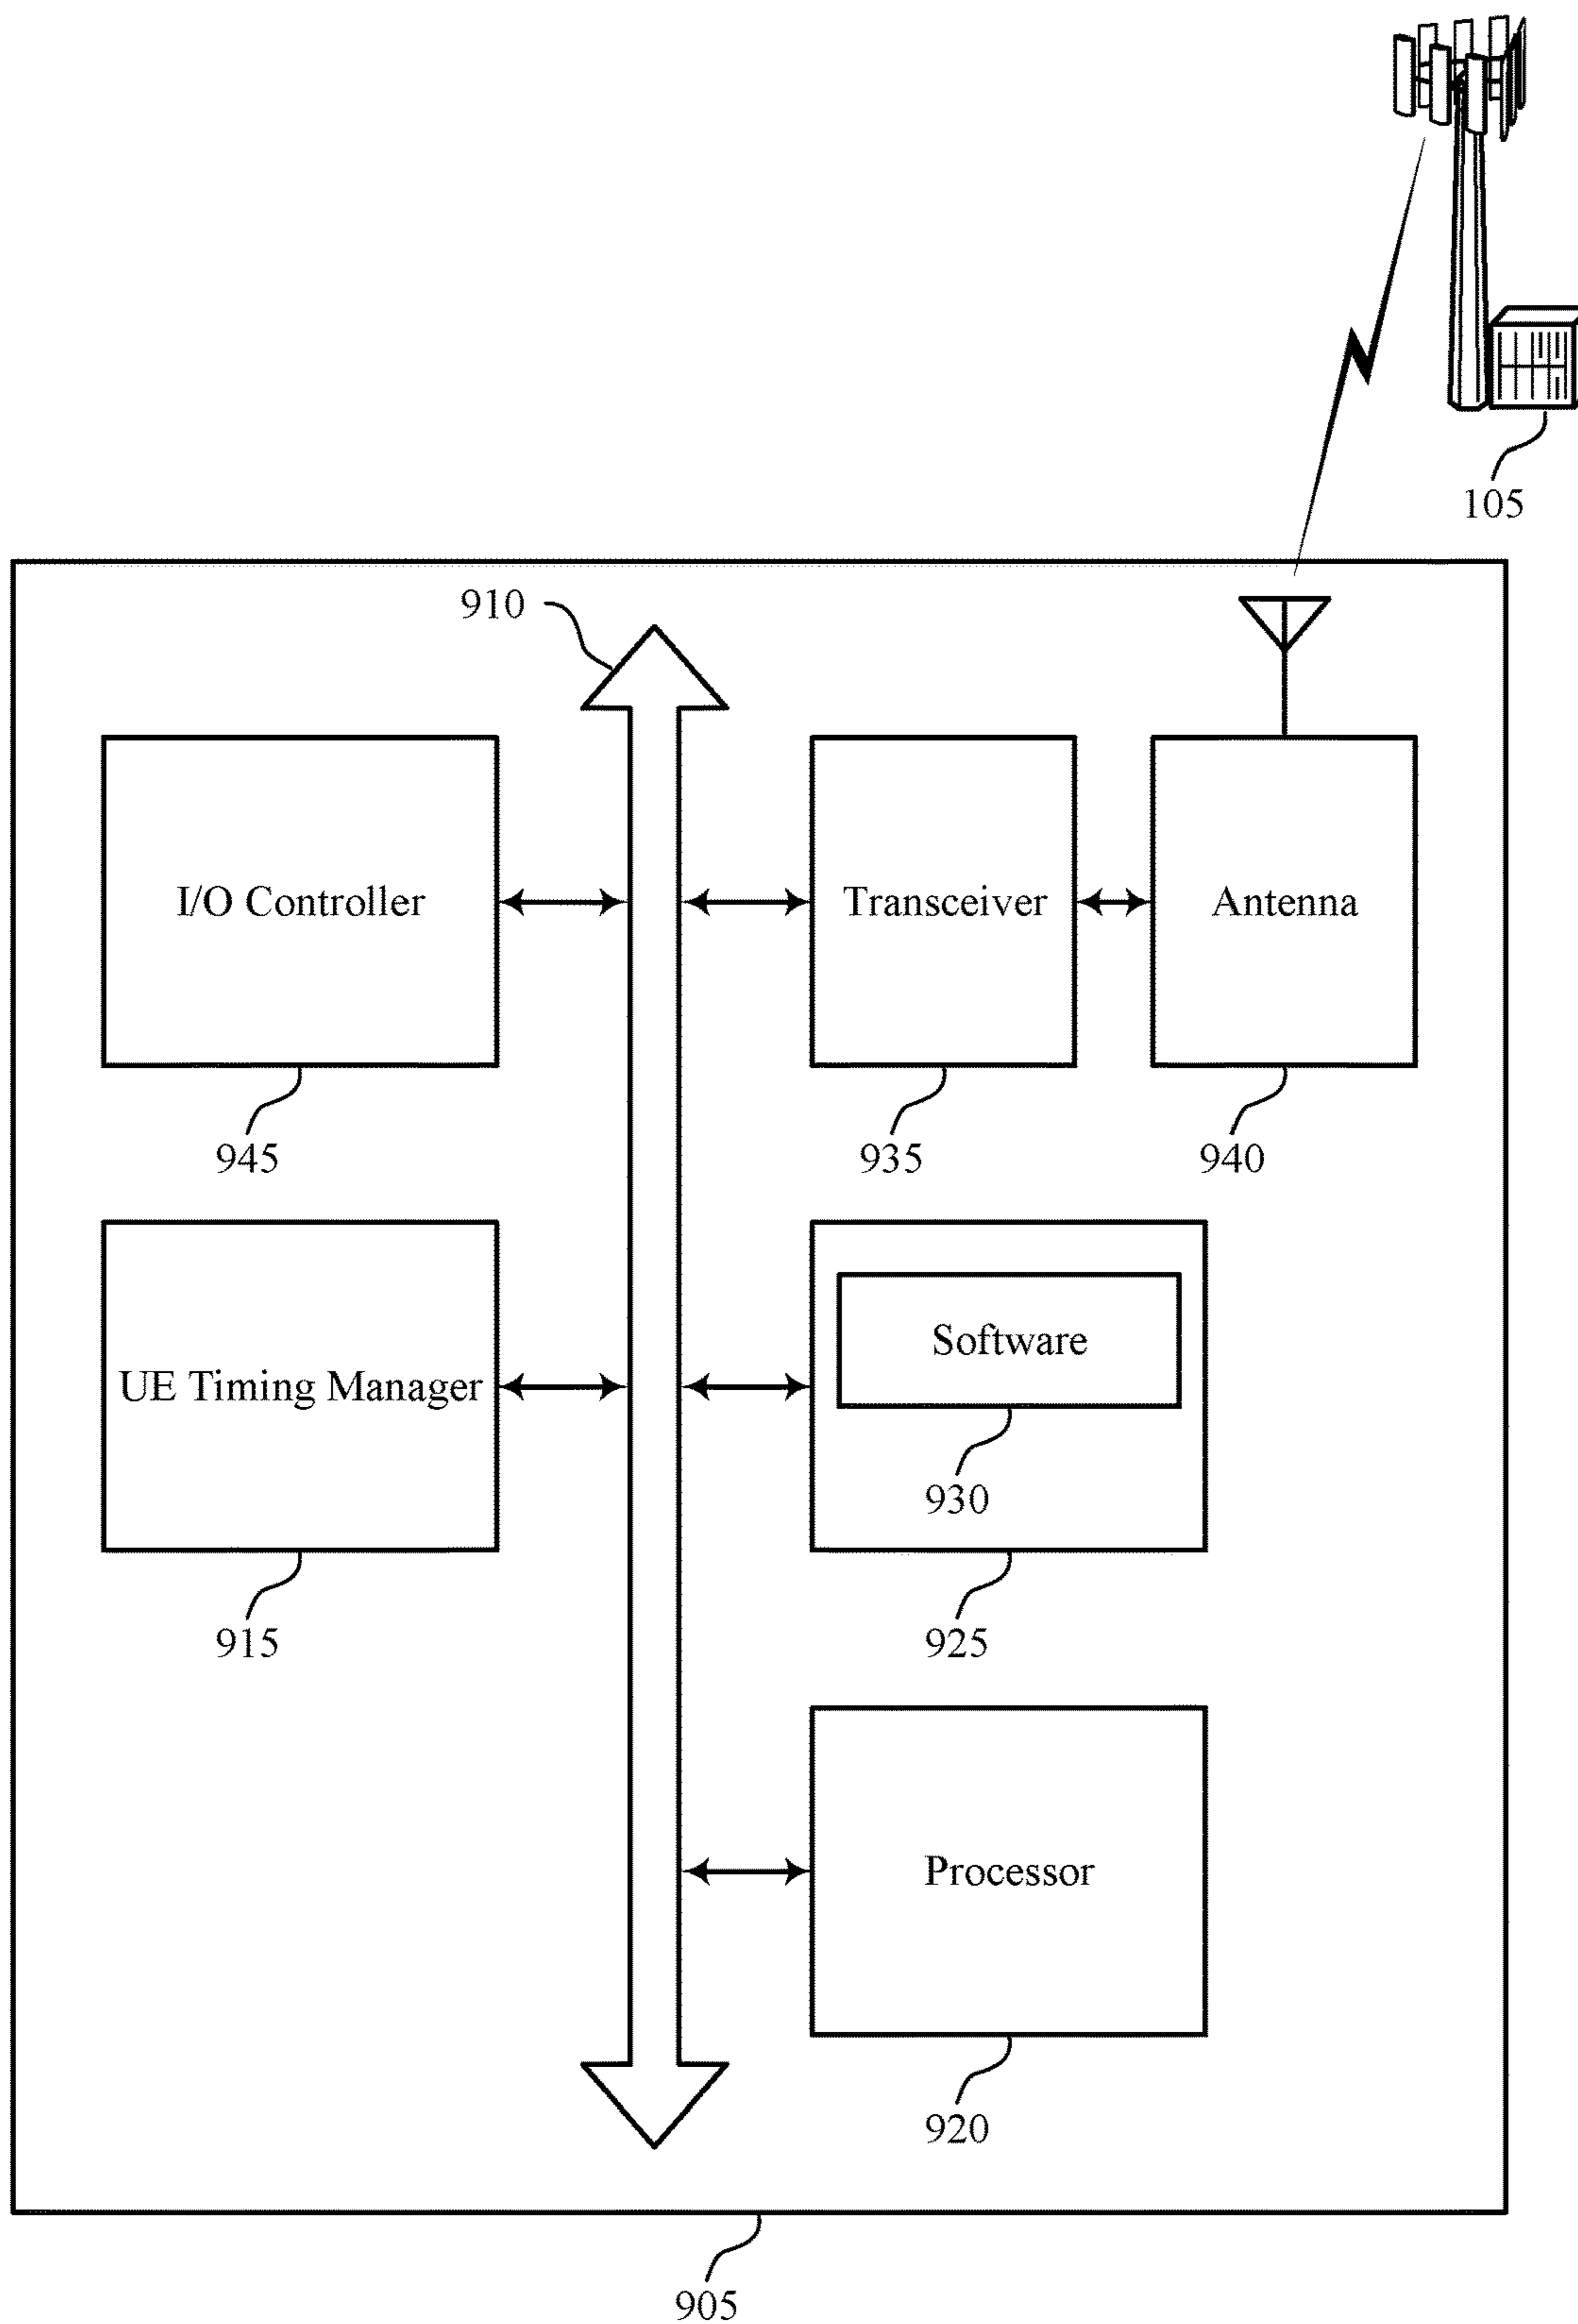 105
910
I/O Controller
Transceiver
Antenna
945
935
940
UE Timing Manager
Software
930
915
925
Processor
920
905